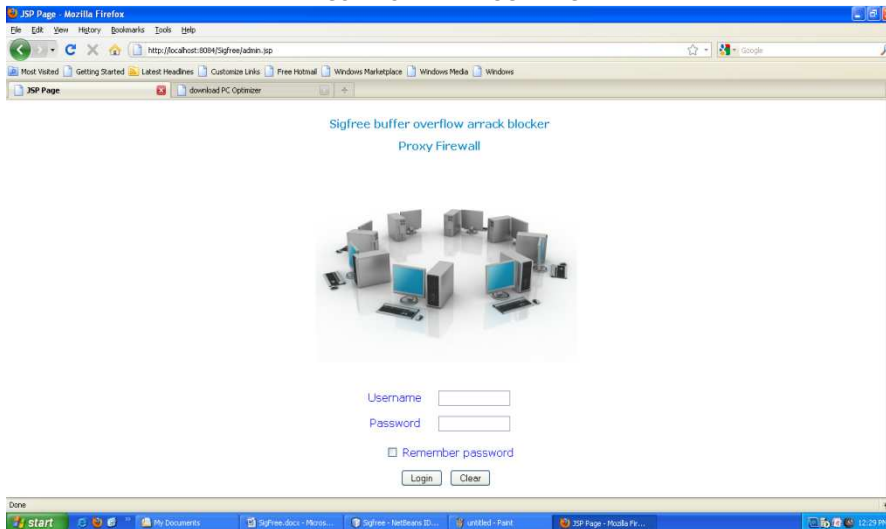 JSP Page - Mozilla Firefox
File Edit View History Bookmarks Tools Help
http://localhost:8084/Sigfree/admin.jsp
Google
Most Visited Getting Started Latest Headlines Customize Links Free Hotmail Windows Marketplace Windows Media Windows
JSP Page download PC Optimizer
Sigfree buffer overflow arrack blocker
Proxy Firewall
Username
Password
Remember password
Login Clear
Done
start My Documents SigFree.docx - Micros... Sigfree - NetBeans ID... untitled - Paint JSP Page - Mozilla Fir... 12:29 PM